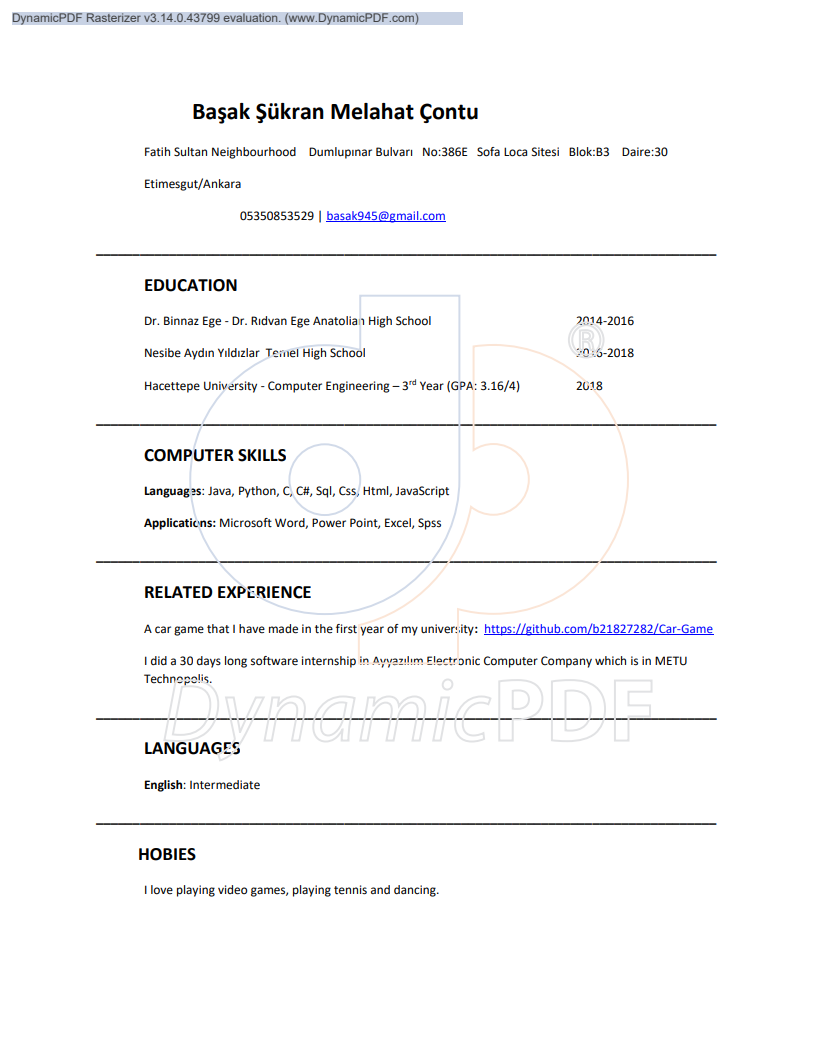 DynamicPDF Rasterizer v3.14.0.43799 evaluation. (www.DynamicPDF.com)
Başak Şükran Melahat Çontu
Fatih Sultan Neighbourhood Dumlupınar Bulvarı No:386E Sofa Loca Sitesi Blok:B3 Daire:30
Etimesgut/Ankara
05350853529 | basak945@gmail.com
EDUCATION
Dr. Binnaz Ege - Dr. Rıdvan Ege Anatolian High School 2014-2016
Nesibe Aydın Yıldızlar Temel High School 2016-2018
Hacettepe University - Computer Engineering – 3rd Year (GPA: 3.16/4) 2018
COMPUTER SKILLS
Languages: Java, Python, C, C#, Sql, Css, Html, JavaScript
Applications: Microsoft Word, Power Point, Excel, Spss
RELATED EXPERIENCE
A car game that I have made in the first year of my university: https://github.com/b21827282/Car-Game
I did a 30 days long software internship in Ayyazılım Electronic Computer Company which is in METU
Technopolis.
DynamicPDF
LANGUAGES
English: Intermediate
HOBIES
I love playing video games, playing tennis and dancing.